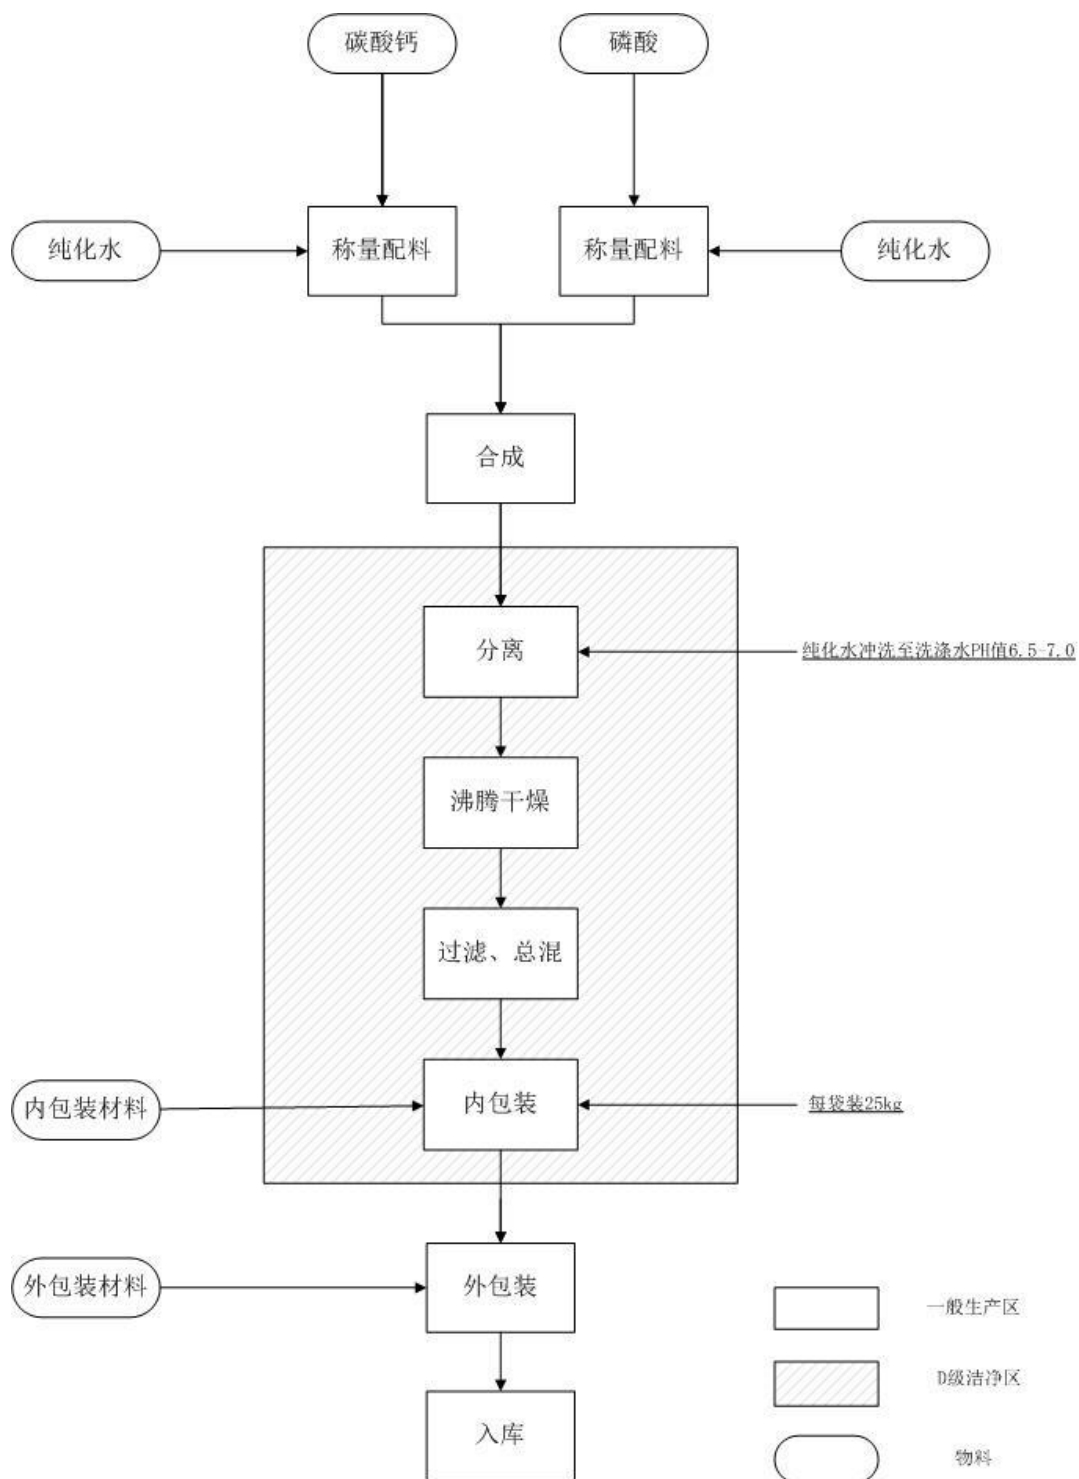 碳酸钙
磷酸
纯化水
称量配料
称量配料
纯化水
合成
分离
纯化水冲洗至洗涤水PH值6.5-7.0
沸腾干燥
过滤、总混
内包装材料
内包装
每袋装25kg
外包装材料
外包装
一般生产区
D级洁净区
入库
物料